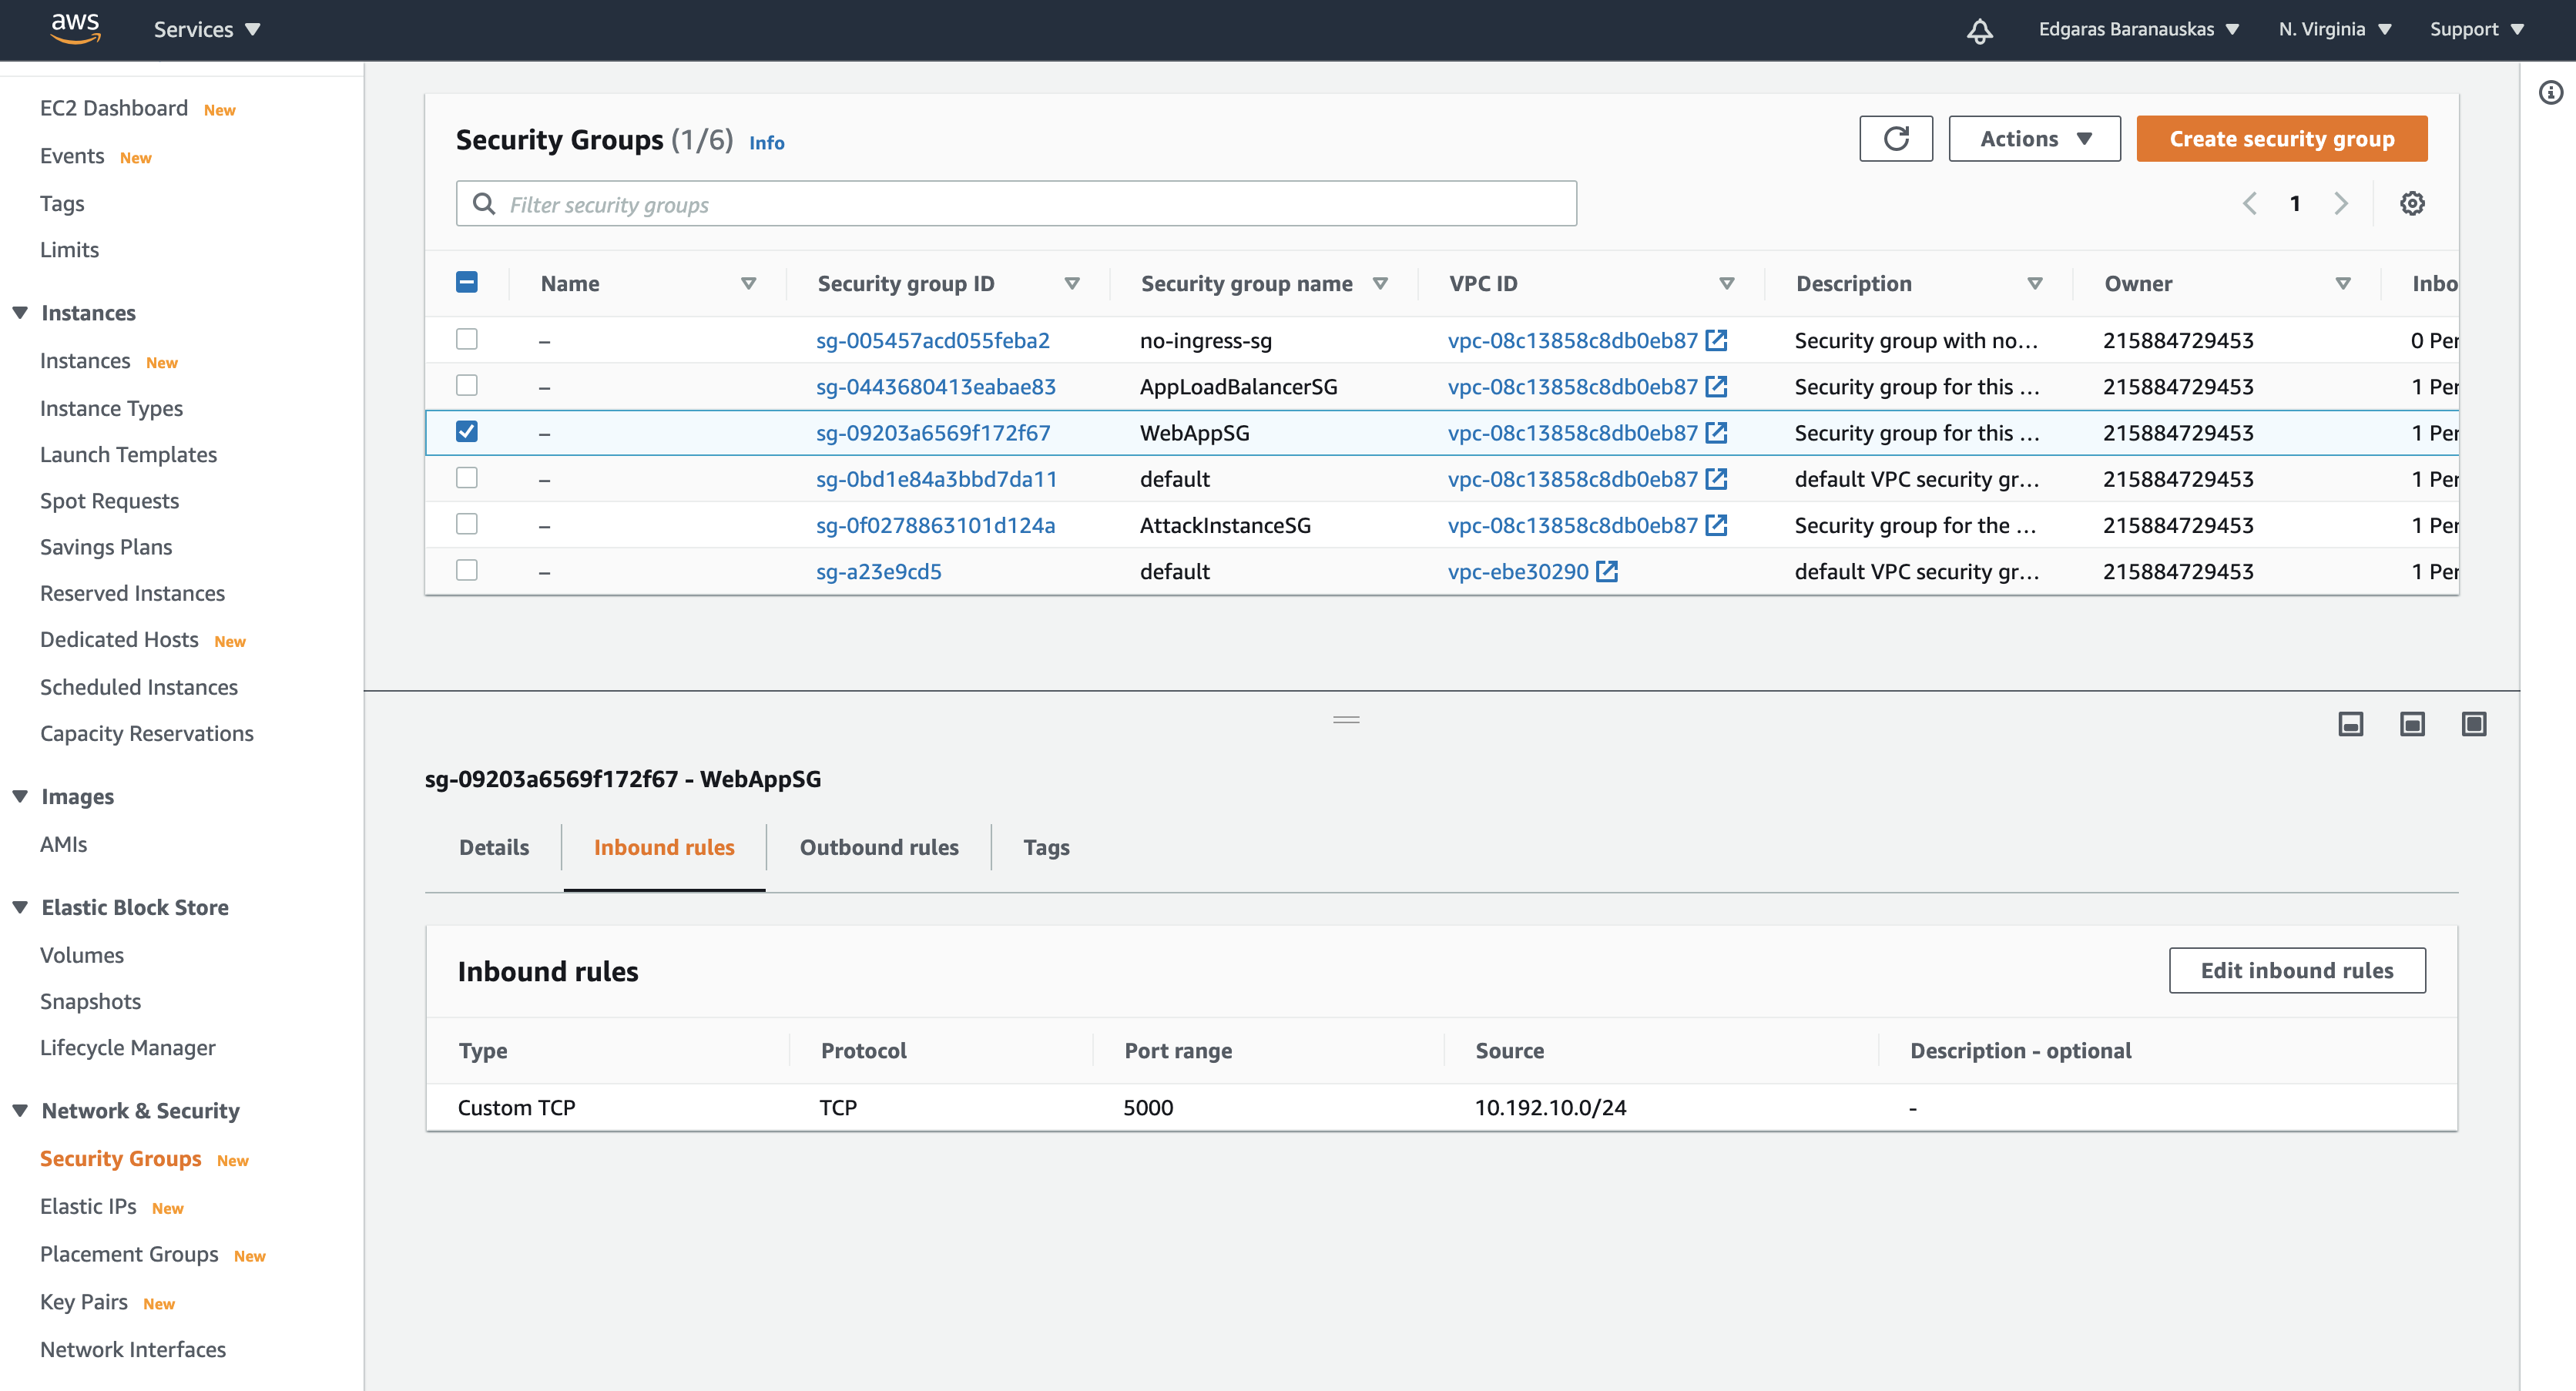 aws Services Edgaras Baranauskas N. Virginia Support
EC2 Dashboard New
Events New
Tags
Limits
Instances
Instances New
Instance Types
Launch Templates
Spot Requests
Savings Plans
Reserved Instances
Dedicated Hosts New
Scheduled Instances
Capacity Reservations
Images
AMIs
Elastic Block Store
Volumes
Snapshots
Lifecycle Manager
Network & Security
Security Groups New
Elastic IPs New
Placement Groups New
Key Pairs New
Network Interfaces
Security Groups (1/6) Info Actions Create security group
Filter security groups 1
Name Security group ID Security group name VPC ID Description Owner Inbo
– sg-005457acd055feba2 no-ingress-sg vpc-08c13858c8db0eb87 Security group with no... 215884729453 0 Per
– sg-0443680413eabae83 AppLoadBalancerSG vpc-08c13858c8db0eb87 Security group for this ... 215884729453 1 Per
– sg-09203a6569f172f67 WebAppSG vpc-08c13858c8db0eb87 Security group for this ... 215884729453 1 Per
– sg-0bd1e84a3bbd7da11 default vpc-08c13858c8db0eb87 default VPC security gr... 215884729453 1 Per
– sg-0f0278863101d124a AttackInstanceSG vpc-08c13858c8db0eb87 Security group for the ... 215884729453 1 Per
– sg-a23e9cd5 default vpc-ebe30290 default VPC security gr... 215884729453 1 Per
sg-09203a6569f172f67 - WebAppSG
Details Inbound rules Outbound rules Tags
Inbound rules Edit inbound rules
Type Protocol Port range Source Description - optional
Custom TCP TCP 5000 10.192.10.0/24 -